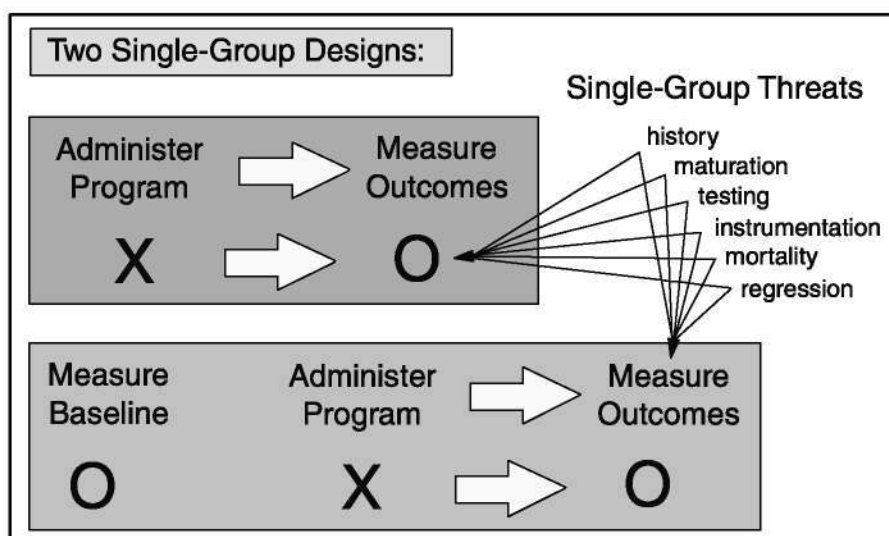 Two Single-Group Designs:
Single-Group Threats
history
maturation
testing
instrumentation
mortality
regression
Administer
Program
Measure
Outcomes
X
O
Measure
Baseline
Administer
Program
Measure
Outcomes
O
X
O